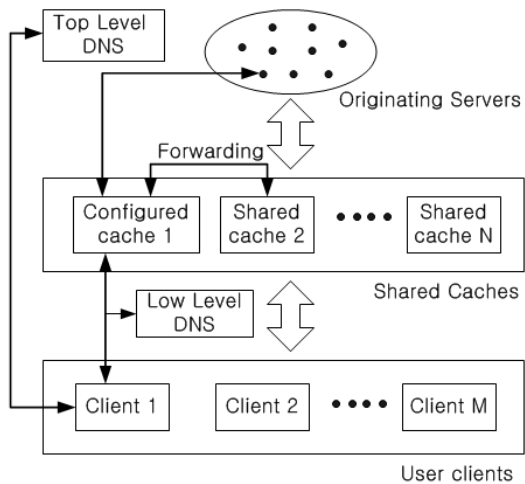 Top Level
DNS
Originating Servers
Forwarding
Configured
cache 1
Shared
cache 2
Shared
cache N
Shared Caches
Low Level
DNS
Client 1
Client 2
Client M
User clients